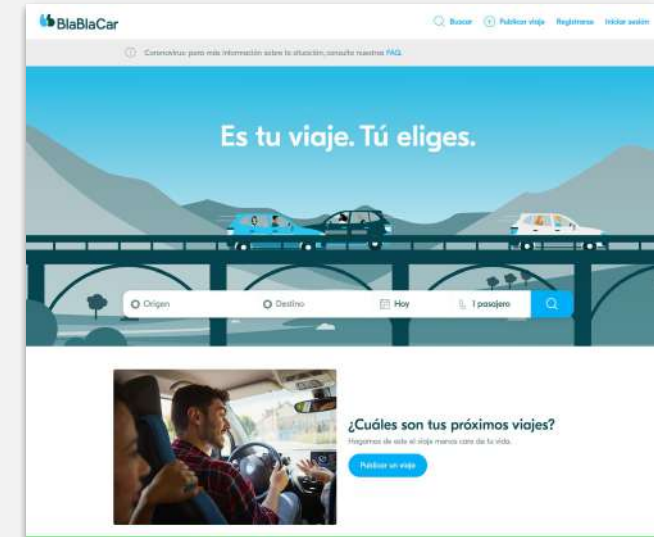 BlaBlaCar
Buscar Publicar viaje Registrarse Iniciar sesión
Coronavirus: para más información sobre la situación, consulta nuestras FAQ.
Es tu viaje. Tú eliges.
Origen Destino Hoy 1 pasajero
¿Cuáles son tus próximos viajes?
Hagamos de este el viaje menos caro de tu vida.
Publicar un viaje